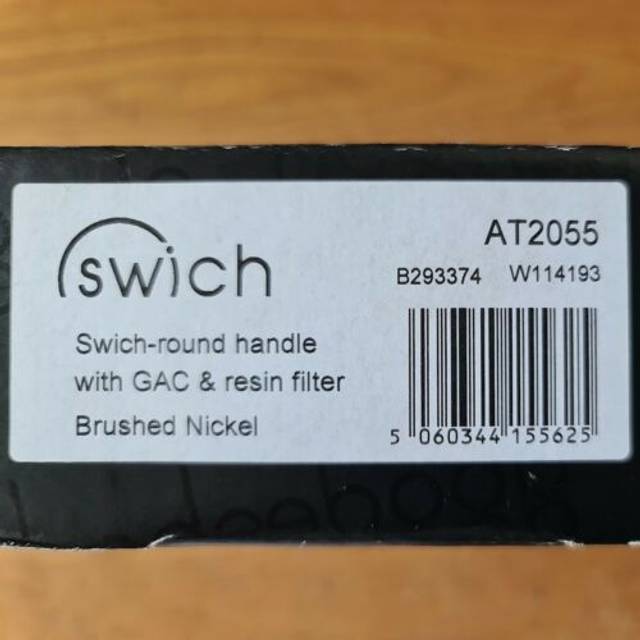 swich
AT2055
B293374 W114193
Swich-round handle
with GAC & resin filter
Brushed Nickel
5 060344 155625